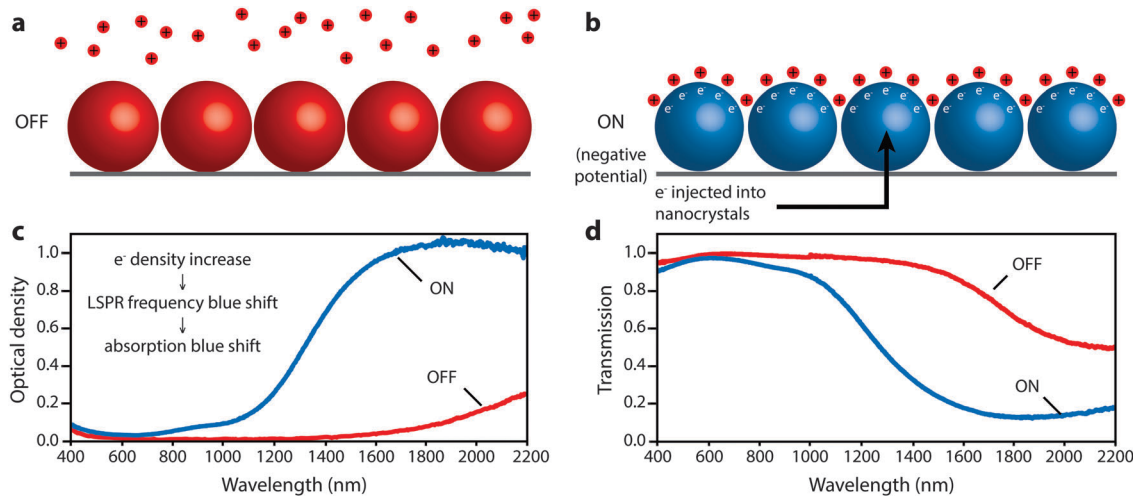 a
b
+ + + + + + + + + + + + + + + + + + +
OFF
ON
(negative
potential)
+ + + + + + + + + + + + + + + + + + + + +
e- e- e- e- e- e- e- e- e- e- e- e- e- e- e- e- e- e- e- e- e- e- e- e- e-
e- injected into
nanocrystals
c
1.0
0.8
0.6
0.4
0.2
0.0
Optical density
e- density increase
↓
LSPR frequency blue shift
↓
absorption blue shift
ON
OFF
400 600 800 1000 1200 1400 1600 1800 2000 2200
Wavelength (nm)
d
1.0
0.8
0.6
0.4
0.2
0.0
Transmission
OFF
ON
400 600 800 1000 1200 1400 1600 1800 2000 2200
Wavelength (nm)